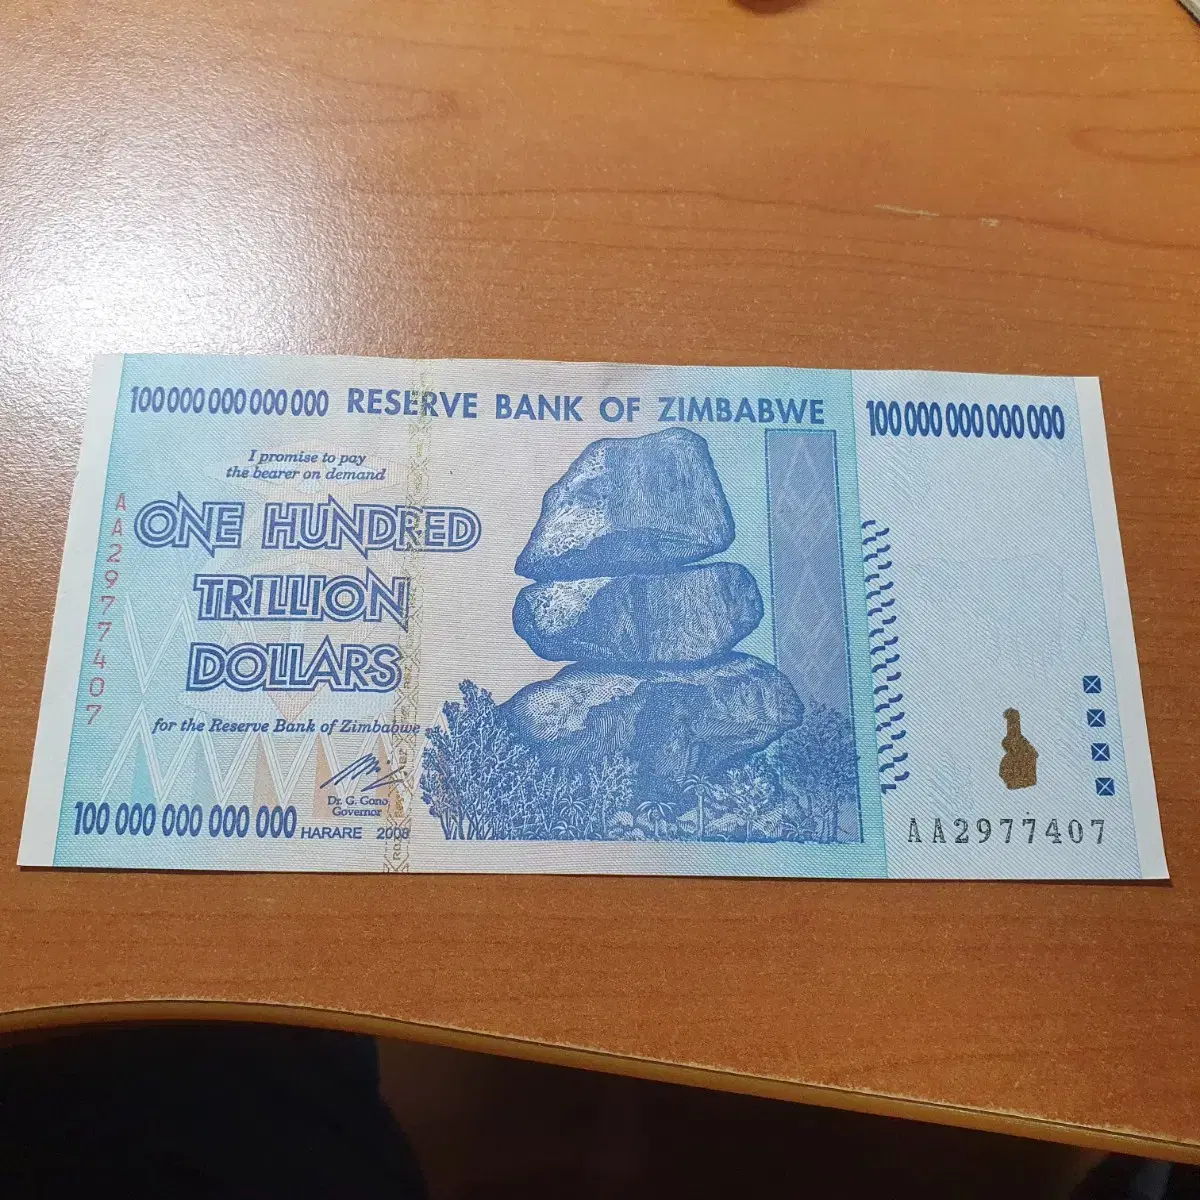 100 000 000 000 000 RESERVE BANK OF ZIMBABWE 100 000 000 000 000
I promise to pay
the bearer on demand
ONE HUNDRED
TRILLION
DOLLARS
for the Reserve Bank of Zimbabwe
Dr. G. Gono
Governor
100 000 000 000 000 HARARE 2008
AA2977407
AA2977407